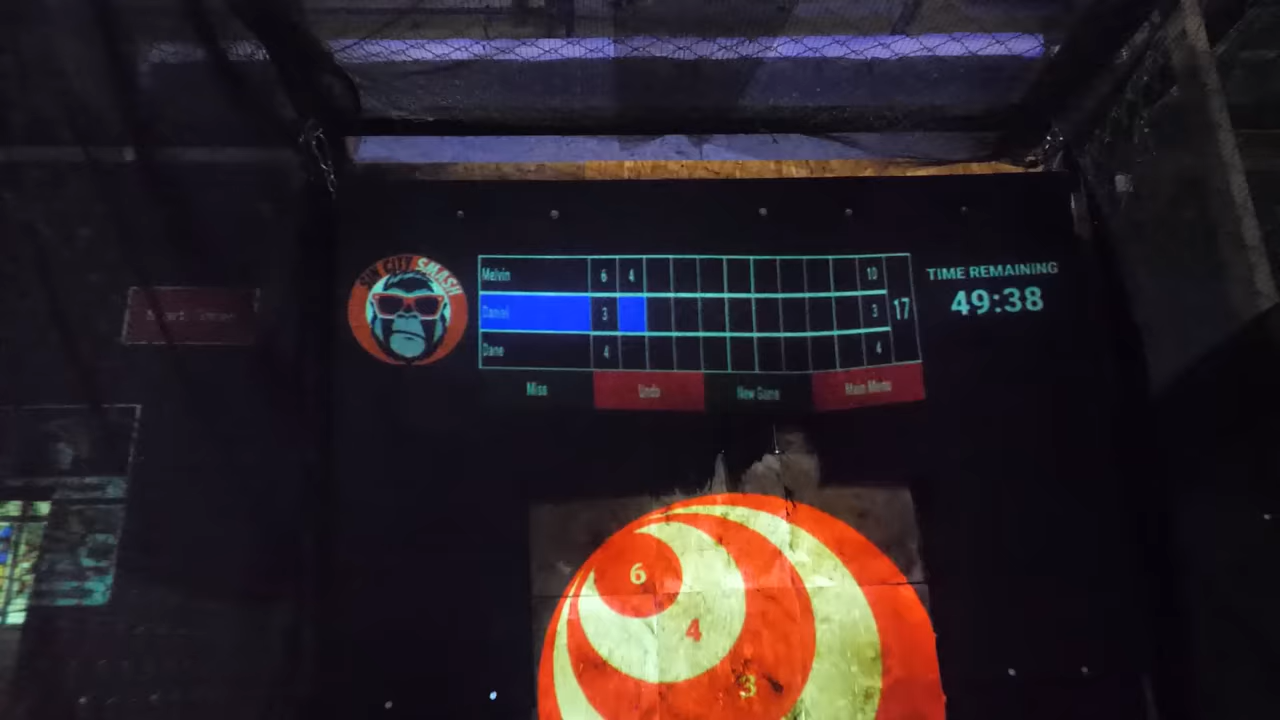 SIN CITY SMASH
Melvin 6 4 10
Daniel 3 3
Dane 4 4
17
TIME REMAINING
49:38
Miss Undo New Game Main Menu
6
4
3